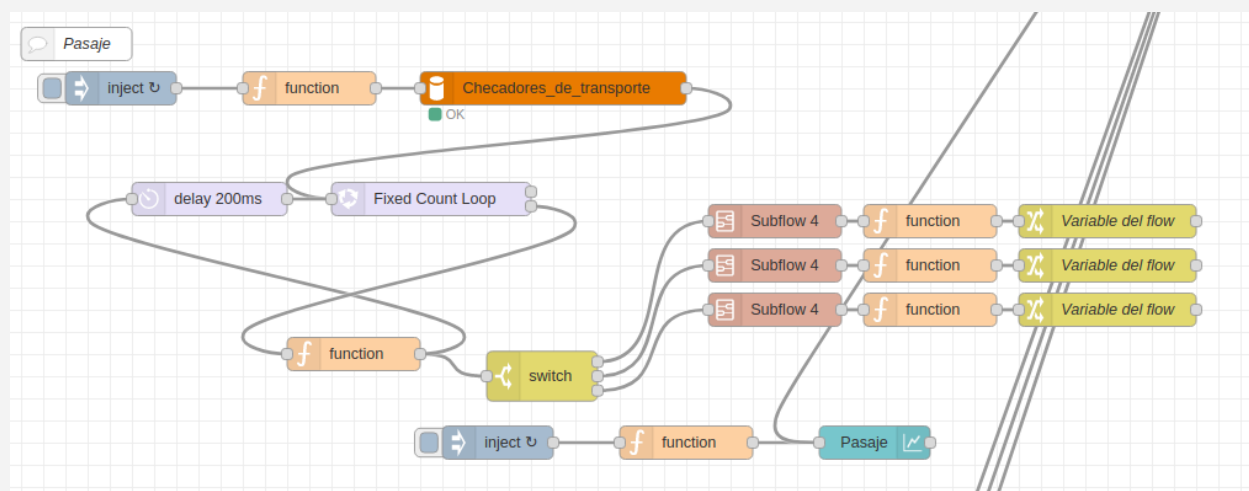 Pasaje
inject ↻
function
Checadores_de_transporte
OK
delay 200ms
Fixed Count Loop
Subflow 4
function
Variable del flow
Subflow 4
function
Variable del flow
Subflow 4
function
Variable del flow
function
switch
inject ↻
function
Pasaje